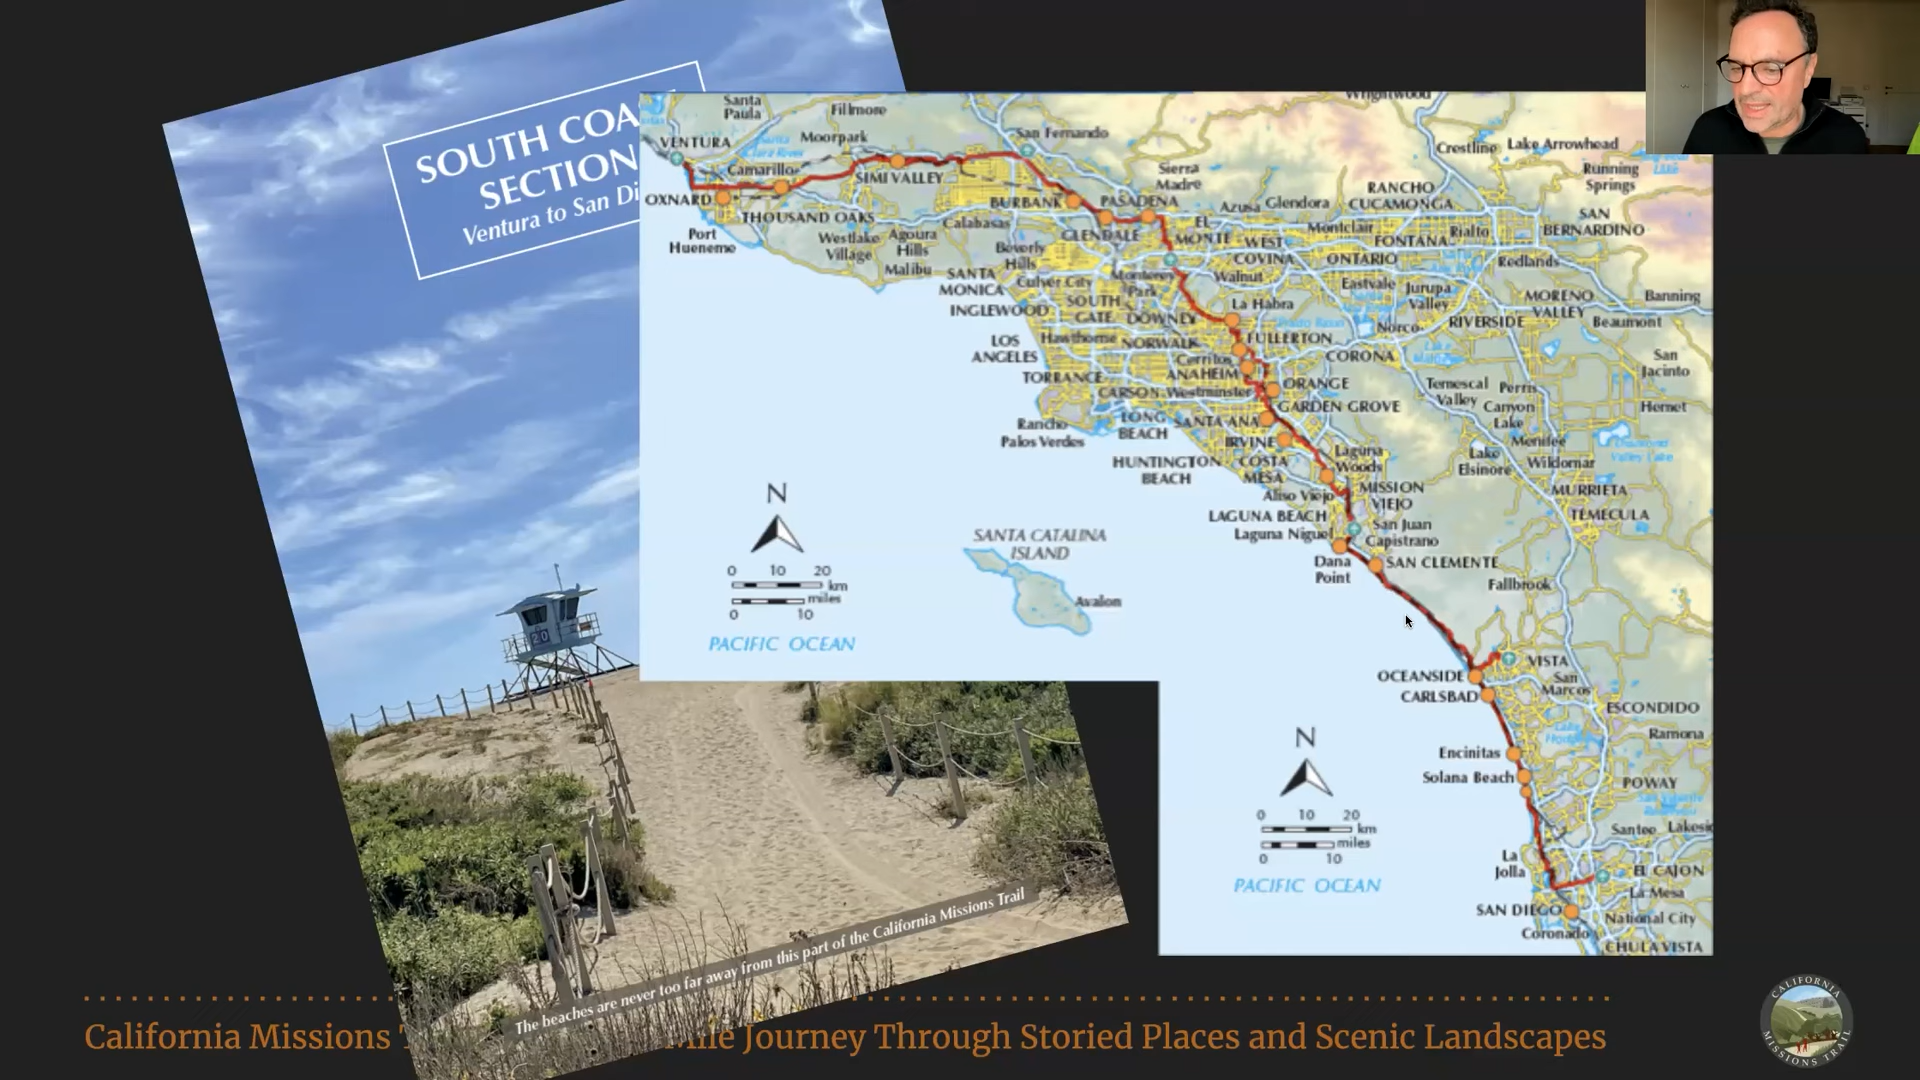 SOUTH COA
SECTION
Ventura to San Di
Santa
Paula
Fillmore
VENTURA
Santa
Clara River
Moorpark
San Fernando
Camarillo
SIMI VALLEY
Sierra
Madre
OXNARD
BURBANK
PASADENA
THOUSAND OAKS
Calabasas
Port
Hueneme
Westlake
Village
Agoura
Hills
Malibu
Beverly
Hills
GLENDALE
EL
MONTE
Azusa
Glendora
RANCHO
CUCAMONGA
Wrightwood
Crestline
Lake Arrowhead
Running
Springs
SAN
BERNARDINO
Montclair
FONTANA
Rialto
WEST
COVINA
ONTARIO
Redlands
SANTA
MONICA
Culver City
Monterey
Park
Walnut
Eastvale
Jurupa
Valley
MORENO
VALLEY
Banning
INGLEWOOD
SOUTH
GATE
DOWNEY
La Habra
Norco
RIVERSIDE
Beaumont
LOS
ANGELES
Hawthorne
NORWALK
FULLERTON
Cerritos
CORONA
San
Jacinto
TORRANCE
ANAHEIM
ORANGE
Temescal
Valley
Perris
CARSON
Westminster
GARDEN GROVE
Canyon
Lake
Hemet
Rancho
Palos Verdes
LONG
BEACH
SANTA ANA
IRVINE
Menifee
HUNTINGTON
BEACH
COSTA
MESA
Laguna
Woods
Lake
Elsinore
Wildomar
Aliso Viejo
MISSION
VIEJO
MURRIETA
LAGUNA BEACH
TEMECULA
Laguna Niguel
San Juan
Capistrano
Dana
Point
SAN CLEMENTE
Fallbrook
N
0 10 20
km
miles
0 10
PACIFIC OCEAN
SANTA CATALINA
ISLAND
Avalon
20
OCEANSIDE
VISTA
CARLSBAD
San
Marcos
ESCONDIDO
Ramona
Encinitas
Solana Beach
POWAY
N
0 10 20
km
miles
0 10
PACIFIC OCEAN
Santee
La
Jolla
EL CAJON
La Mesa
SAN DIEGO
National City
Coronado
CHULA VISTA
The beaches are never too far away from this part of the California Missions Trail
California Missions
Journey Through Storied Places and Scenic Landscapes
CALIFORNIA
MISSIONS TRAIL